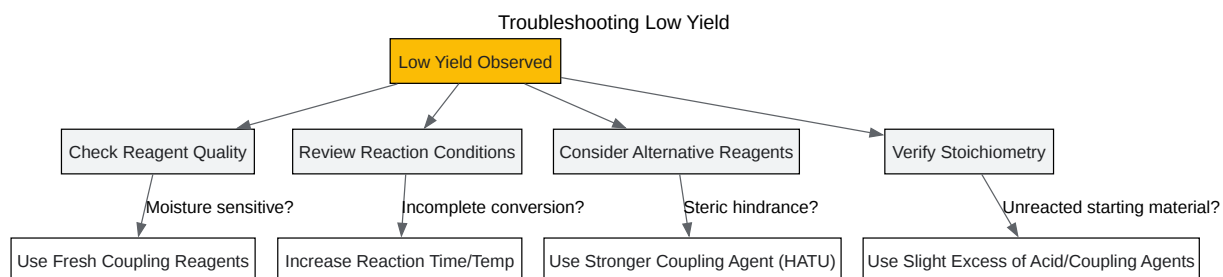 Troubleshooting Low Yield
Low Yield Observed
Check Reagent Quality
Review Reaction Conditions
Consider Alternative Reagents
Verify Stoichiometry
Moisture sensitive?
Incomplete conversion?
Steric hindrance?
Unreacted starting material?
Use Fresh Coupling Reagents
Increase Reaction Time/Temp
Use Stronger Coupling Agent (HATU)
Use Slight Excess of Acid/Coupling Agents